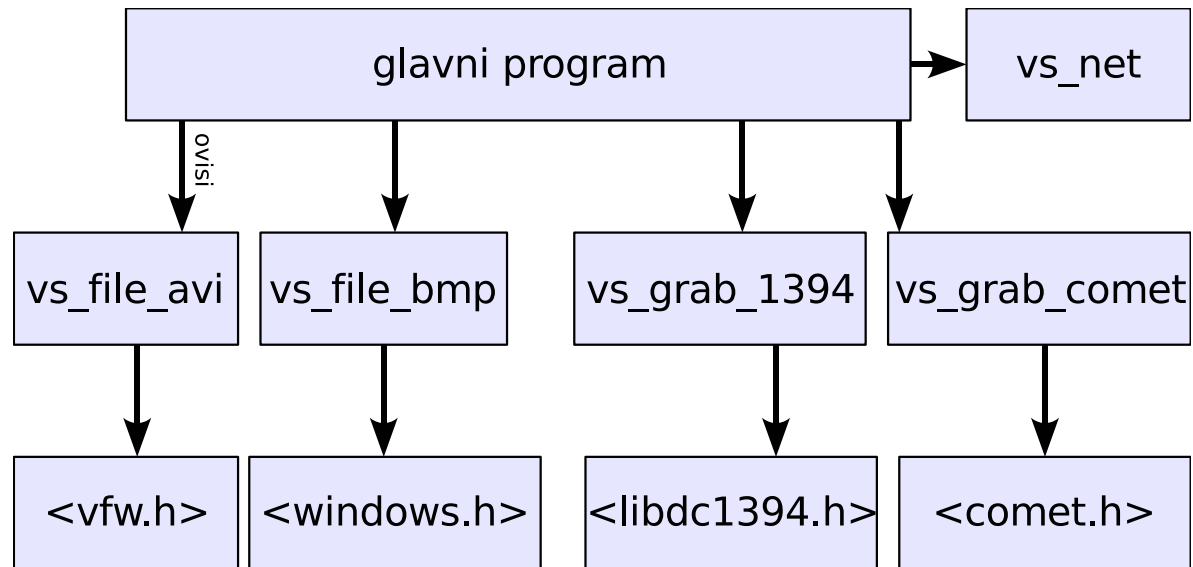 glavni program
vs_net
ovisi
vs_file_avi
vs_file_bmp
vs_grab_1394
vs_grab_comet
<vfw.h>
<windows.h>
<libdc1394.h>
<comet.h>